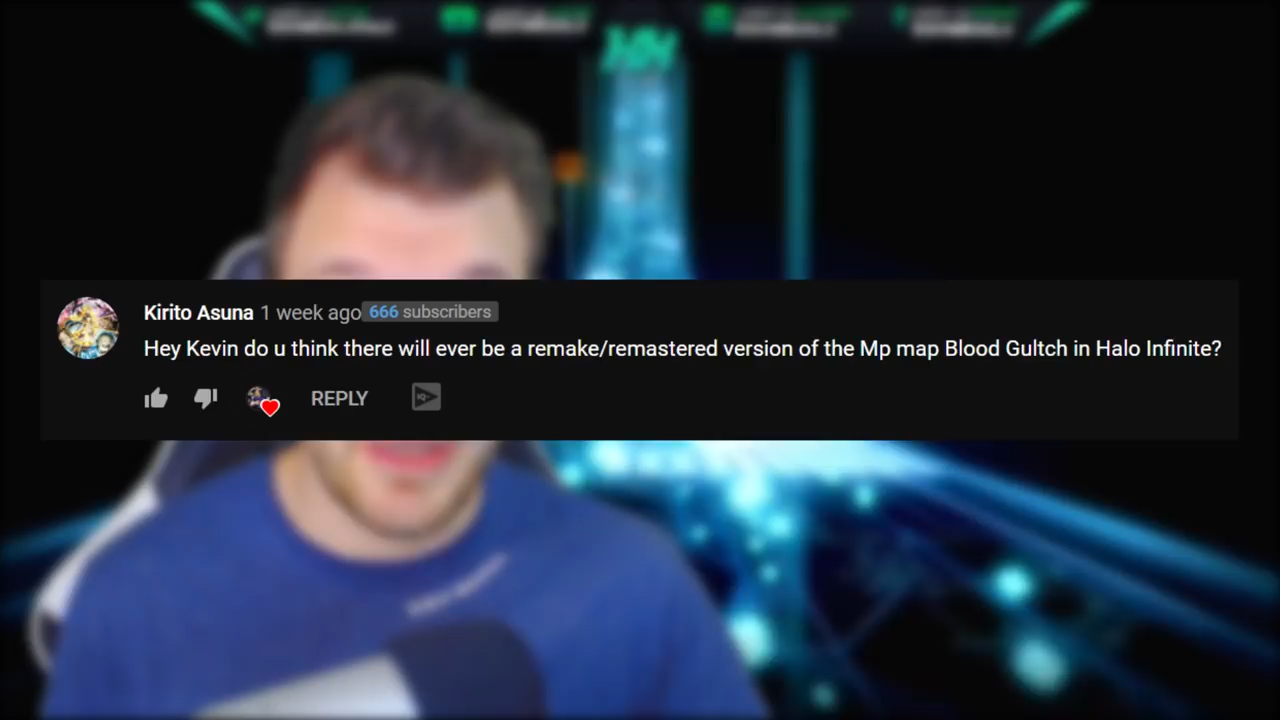 Kirito Asuna 1 week ago 666 subscribers
Hey Kevin do u think there will ever be a remake/remastered version of the Mp map Blood Gultch in Halo Infinite?
REPLY